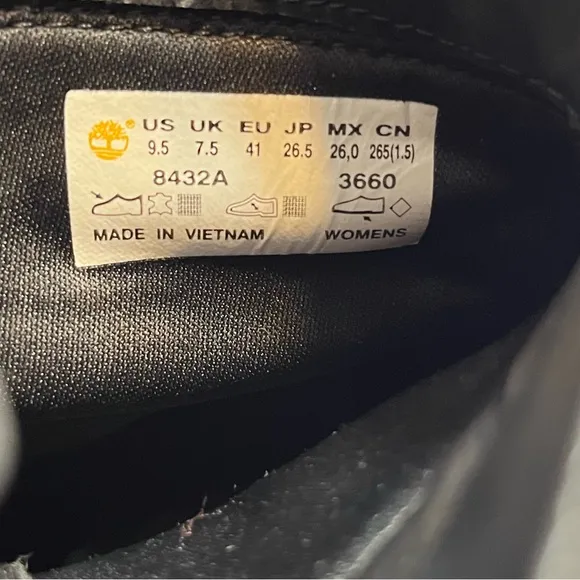 US UK EU JP MX CN
9.5 7.5 41 26.5 26,0 265(1.5)
8432A 3660
MADE IN VIETNAM WOMENS